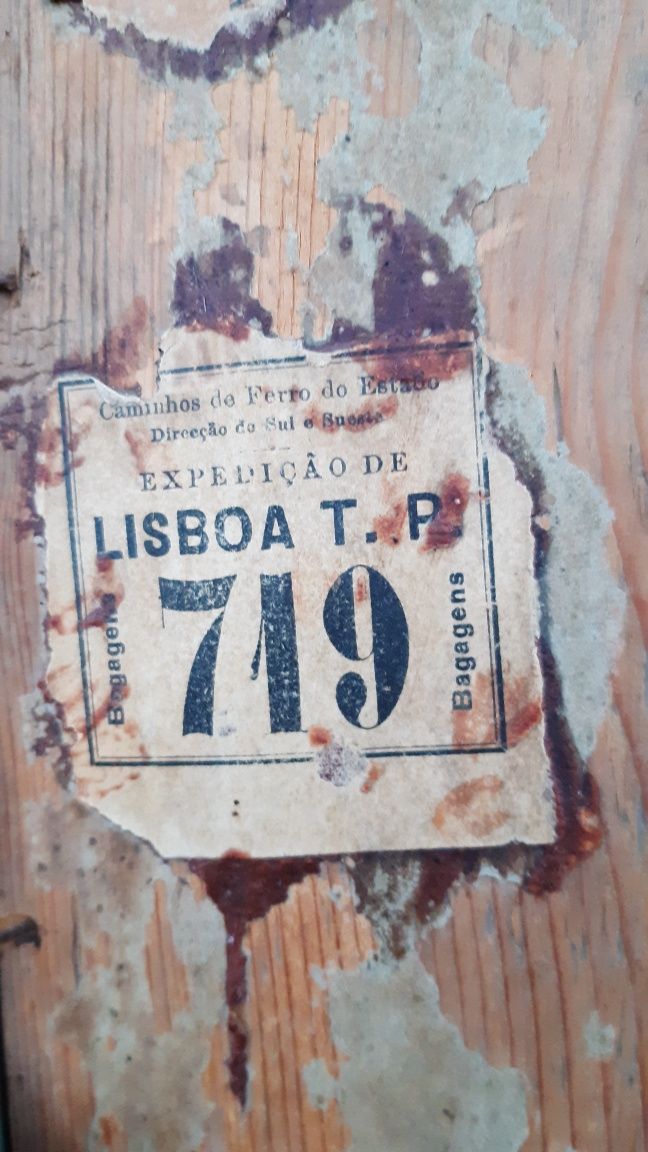 Caminhos de Ferro do Estado
Direcção do Sul e Sueste
EXPEDIÇÃO DE
LISBOA T. P.
719
Bagagens
Bagagens